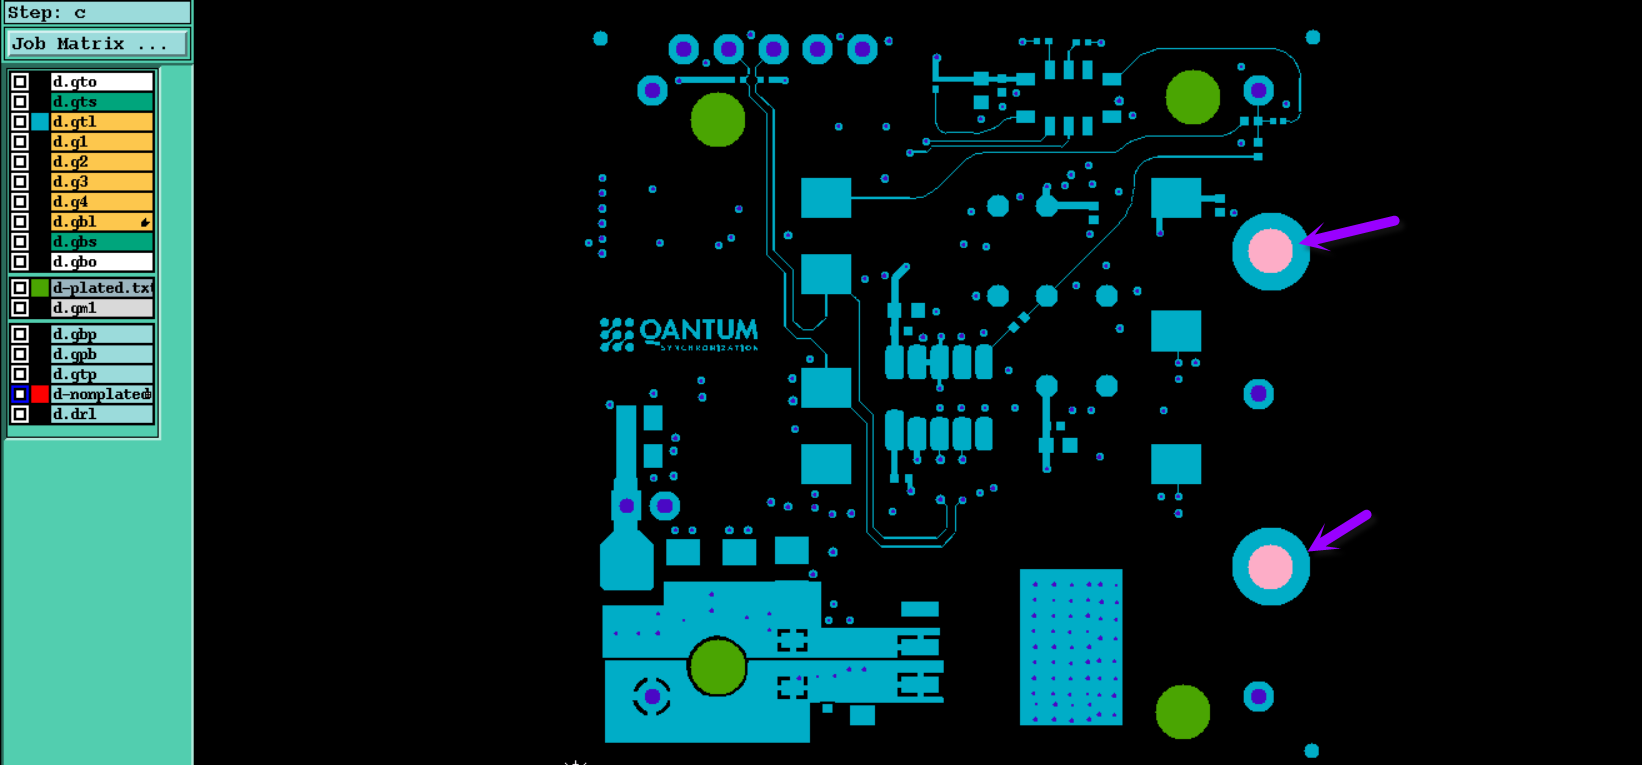 Step: c
Job Matrix ...
d.gto
d.gts
d.gtl
d.g1
d.g2
d.g3
d.g4
d.gbl
d.gbs
d.gbo
d-plated.txt
d.gm1
d.gbp
d.gpb
d.gtp
d-nonplated
d.drl
QANTUM
SYNCHRONIZATION